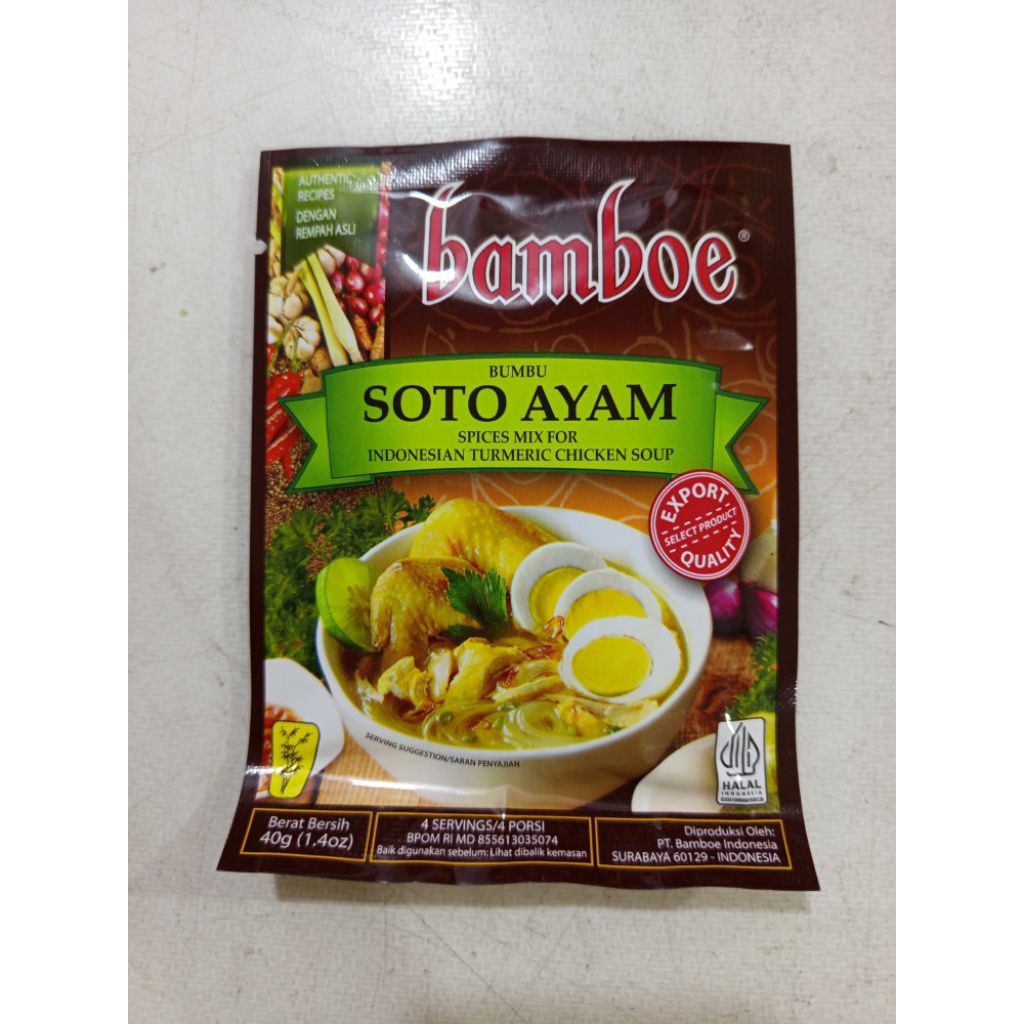 AUTHENTIC
RECIPES
DENGAN
REMPAH ASLI
bamboe®
BUMBU
SOTO AYAM
SPICES MIX FOR
INDONESIAN TURMERIC CHICKEN SOUP
EXPORT
SELECT PRODUCT
QUALITY
SERVING SUGGESTION/SARAN PENYAJIAN
HALAL
INDONESIA
Berat Bersih
40g (1.4oz)
4 SERVINGS/4 PORSI
BPOM RI MD 855613035074
Baik digunakan sebelum: Lihat dibalik kemasan
Diproduksi Oleh:
PT. Bamboe Indonesia
SURABAYA 60129 - INDONESIA